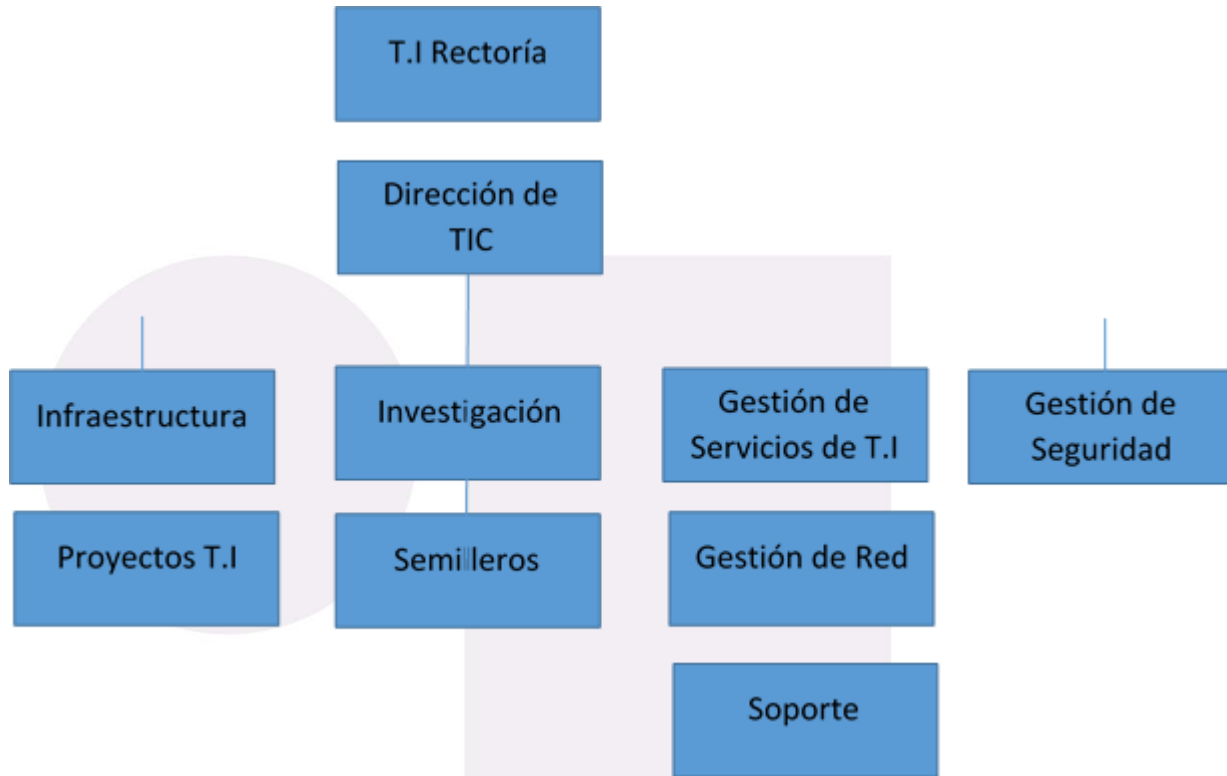 T.I Rectoría
Dirección de
TIC
Infraestructura
Investigación
Gestión de
Servicios de T.I
Gestión de
Seguridad
Proyectos T.I
Semilleros
Gestión de Red
Soporte